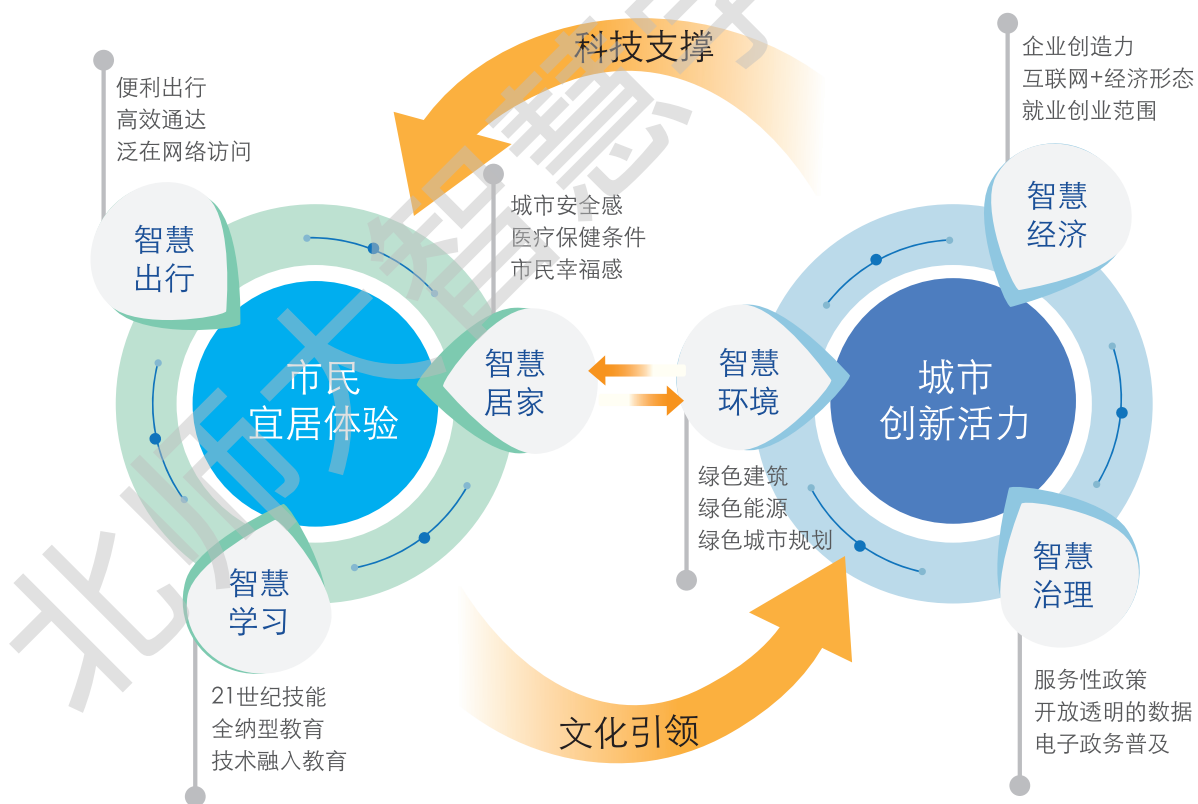 科技支撑
便利出行
高效通达
泛在网络访问
智慧
出行
城市安全感
医疗保健条件
市民幸福感
智慧
居家
市民
宜居体验
智慧
学习
21世纪技能
全纳型教育
技术融入教育
企业创造力
互联网+经济形态
就业创业范围
智慧
经济
智慧
环境
绿色建筑
绿色能源
绿色城市规划
城市
创新活力
智慧
治理
服务性政策
开放透明的数据
电子政务普及
文化引领
北师大智慧学